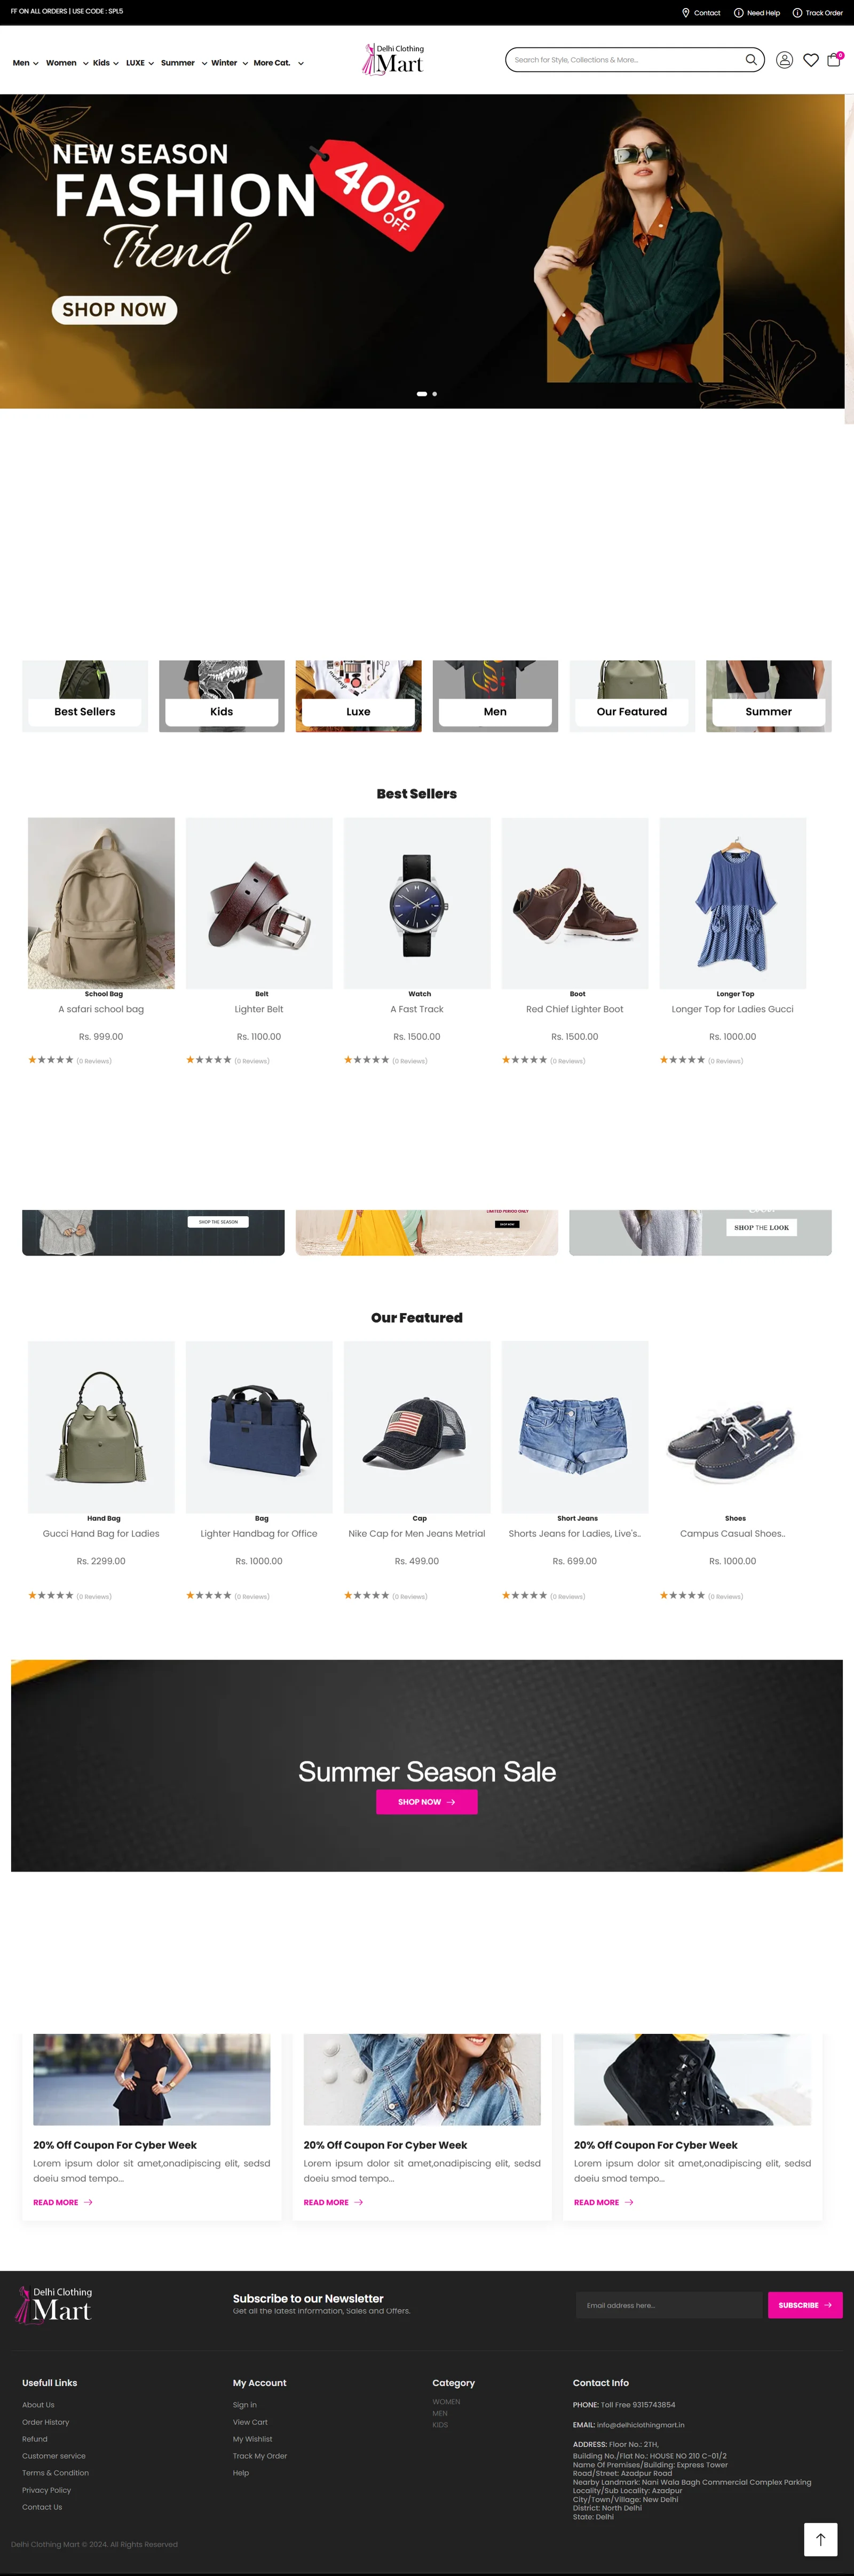 FF ON ALL ORDERS | USE CODE : SPL5
Contact
Need Help
Track Order
Men
Women
Kids
LUXE
Summer
Winter
More Cat.
Delhi Clothing
Mart
Search for Style, Collections & More...
0
NEW SEASON
FASHION
Trend
40%
OFF
SHOP NOW
Best Sellers
Kids
Luxe
Men
Our Featured
Summer
Best Sellers
School Bag
A safari school bag
Rs. 999.00
(0 Reviews)
Belt
Lighter Belt
Rs. 1100.00
(0 Reviews)
Watch
A Fast Track
Rs. 1500.00
(0 Reviews)
Boot
Red Chief Lighter Boot
Rs. 1500.00
(0 Reviews)
Longer Top
Longer Top for Ladies Gucci
Rs. 1000.00
(0 Reviews)
SHOP THE SEASON
LIMITED PERIOD ONLY
SHOP NOW
SHOP THE LOOK
Our Featured
Hand Bag
Gucci Hand Bag for Ladies
Rs. 2299.00
(0 Reviews)
Bag
Lighter Handbag for Office
Rs. 1000.00
(0 Reviews)
Cap
Nike Cap for Men Jeans Metrial
Rs. 499.00
(0 Reviews)
Short Jeans
Shorts Jeans for Ladies, Live's..
Rs. 699.00
(0 Reviews)
Shoes
Campus Casual Shoes..
Rs. 1000.00
(0 Reviews)
Summer Season Sale
SHOP NOW
20% Off Coupon For Cyber Week
Lorem ipsum dolor sit amet,onadipiscing elit, sedsd
doeiu smod tempo...
READ MORE
20% Off Coupon For Cyber Week
Lorem ipsum dolor sit amet,onadipiscing elit, sedsd
doeiu smod tempo...
READ MORE
20% Off Coupon For Cyber Week
Lorem ipsum dolor sit amet,onadipiscing elit, sedsd
doeiu smod tempo...
READ MORE
Delhi Clothing
Mart
Subscribe to our Newsletter
Get all the latest information, Sales and Offers.
Email address here...
SUBSCRIBE
Usefull Links
About Us
Order History
Refund
Customer service
Terms & Condition
Privacy Policy
Contact Us
My Account
Sign in
View Cart
My Wishlist
Track My Order
Help
Category
WOMEN
MEN
KIDS
Contact Info
PHONE: Toll Free 9315743854
EMAIL: info@delhiclothingmart.in
ADDRESS: Floor No.: 2TH,
Building No./Flat No.: HOUSE NO 210 C-01/2
Name Of Premises/Building: Express Tower
Road/Street: Azadpur Road
Nearby Landmark: Nani Wala Bagh Commercial Complex Parking
Locality/Sub Locality: Azadpur
City/Town/Village: New Delhi
District: North Delhi
State: Delhi
Delhi Clothing Mart © 2024. All Rights Reserved